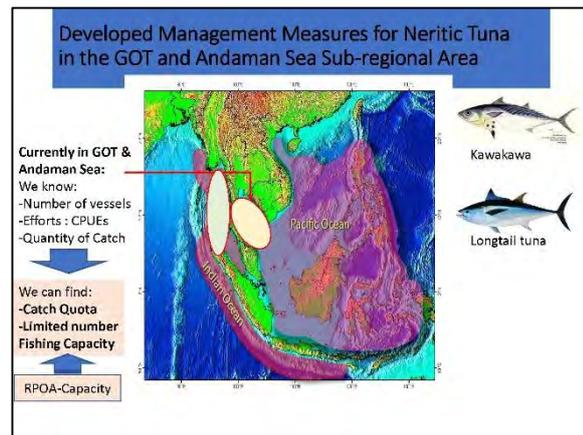 Developed Management Measures for Neritic Tuna
in the GOT and Andaman Sea Sub-regional Area
Currently in GOT &
Andaman Sea:
We know:
-Number of vessels
-Efforts : CPUEs
-Quantity of Catch
We can find:
-Catch Quota
-Limited number
Fishing Capacity
RPOA-Capacity
Pacific Ocean
Indian Ocean
Kawakawa
Longtail tuna